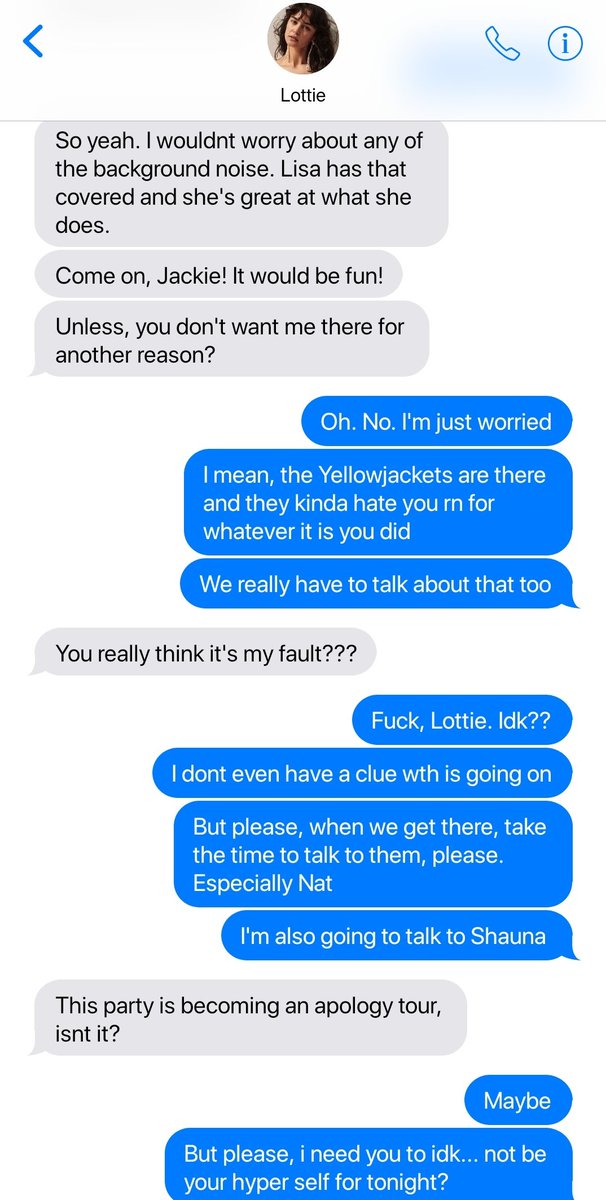 Lottie
So yeah. I wouldnt worry about any of
the background noise. Lisa has that
covered and she's great at what she
does.
Come on, Jackie! It would be fun!
Unless, you don't want me there for
another reason?
Oh. No. I'm just worried
I mean, the Yellowjackets are there
and they kinda hate you rn for
whatever it is you did
We really have to talk about that too
You really think it's my fault???
Fuck, Lottie. Idk??
I dont even have a clue wth is going on
But please, when we get there, take
the time to talk to them, please.
Especially Nat
I'm also going to talk to Shauna
This party is becoming an apology tour,
isnt it?
Maybe
But please, i need you to idk... not be
your hyper self for tonight?